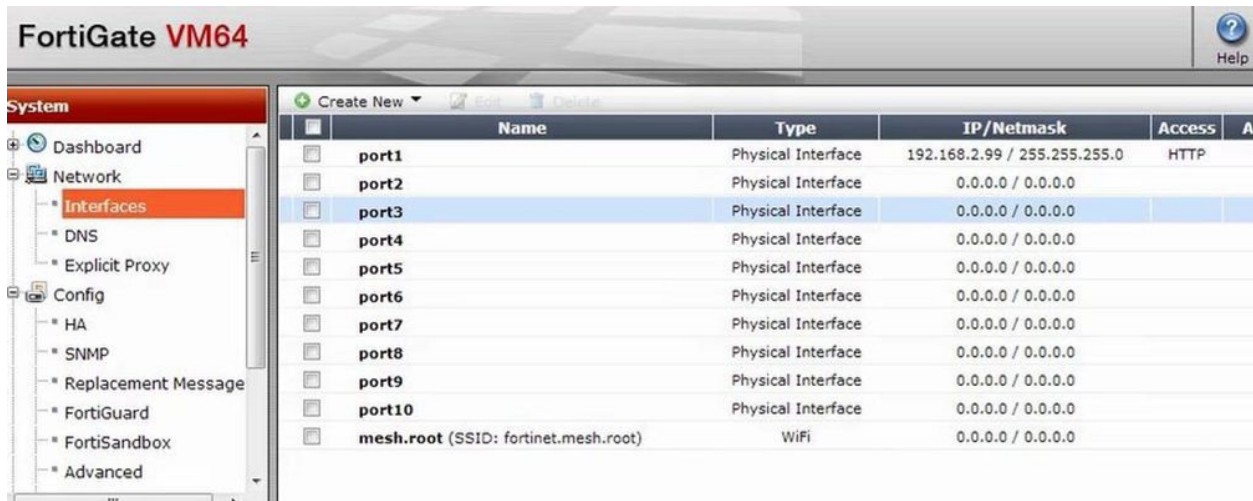 FortiGate VM64
Help
System
Dashboard
Network
Interfaces
DNS
Explicit Proxy
Config
HA
SNMP
Replacement Message
FortiGuard
FortiSandbox
Advanced
Create New Edit Delete
Name Type IP/Netmask Access A
port1 Physical Interface 192.168.2.99 / 255.255.255.0 HTTP
port2 Physical Interface 0.0.0.0 / 0.0.0.0
port3 Physical Interface 0.0.0.0 / 0.0.0.0
port4 Physical Interface 0.0.0.0 / 0.0.0.0
port5 Physical Interface 0.0.0.0 / 0.0.0.0
port6 Physical Interface 0.0.0.0 / 0.0.0.0
port7 Physical Interface 0.0.0.0 / 0.0.0.0
port8 Physical Interface 0.0.0.0 / 0.0.0.0
port9 Physical Interface 0.0.0.0 / 0.0.0.0
port10 Physical Interface 0.0.0.0 / 0.0.0.0
mesh.root (SSID: fortinet.mesh.root) WiFi 0.0.0.0 / 0.0.0.0